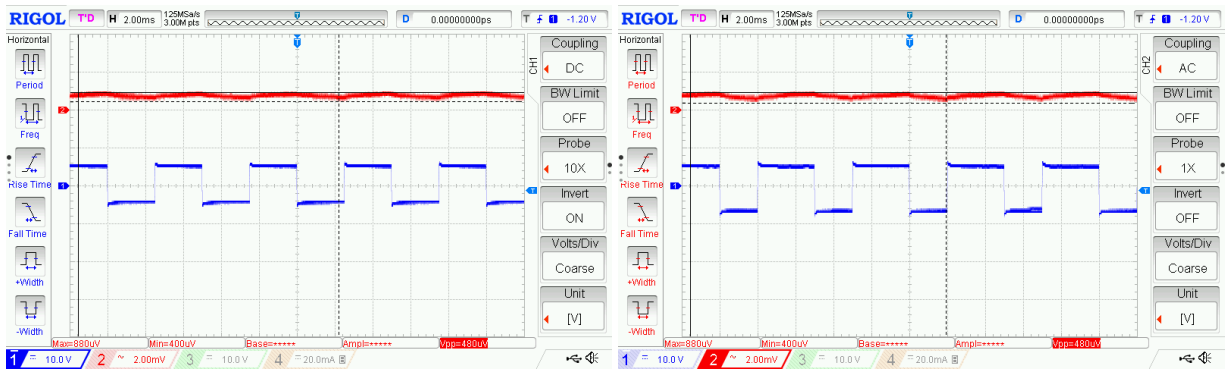 RIGOL T'D H 2.00ms 125MSa/s 3.00M pts D 0.00000000ps T 1 -1.20 V
Horizontal
Period
Freq
Rise Time
Fall Time
+Width
-Width
T
2
1
T
CH1
Coupling
DC
BW Limit
OFF
Probe
10X
Invert
ON
Volts/Div
Coarse
Unit
[V]
Max=880uV Min=400uV Base=***** Ampl=***** Vpp=480uV
1 = 10.0 V 2 ~ 2.00mV 3 = 10.0 V 4 = 20.0mA
RIGOL T'D H 2.00ms 125MSa/s 3.00M pts D 0.00000000ps T 1 -1.20 V
Horizontal
Period
Freq
Rise Time
Fall Time
+Width
-Width
T
2
1
T
CH2
Coupling
AC
BW Limit
OFF
Probe
1X
Invert
OFF
Volts/Div
Coarse
Unit
[V]
Max=880uV Min=400uV Base=***** Ampl=***** Vpp=480uV
1 = 10.0 V 2 ~ 2.00mV 3 = 10.0 V 4 = 20.0mA